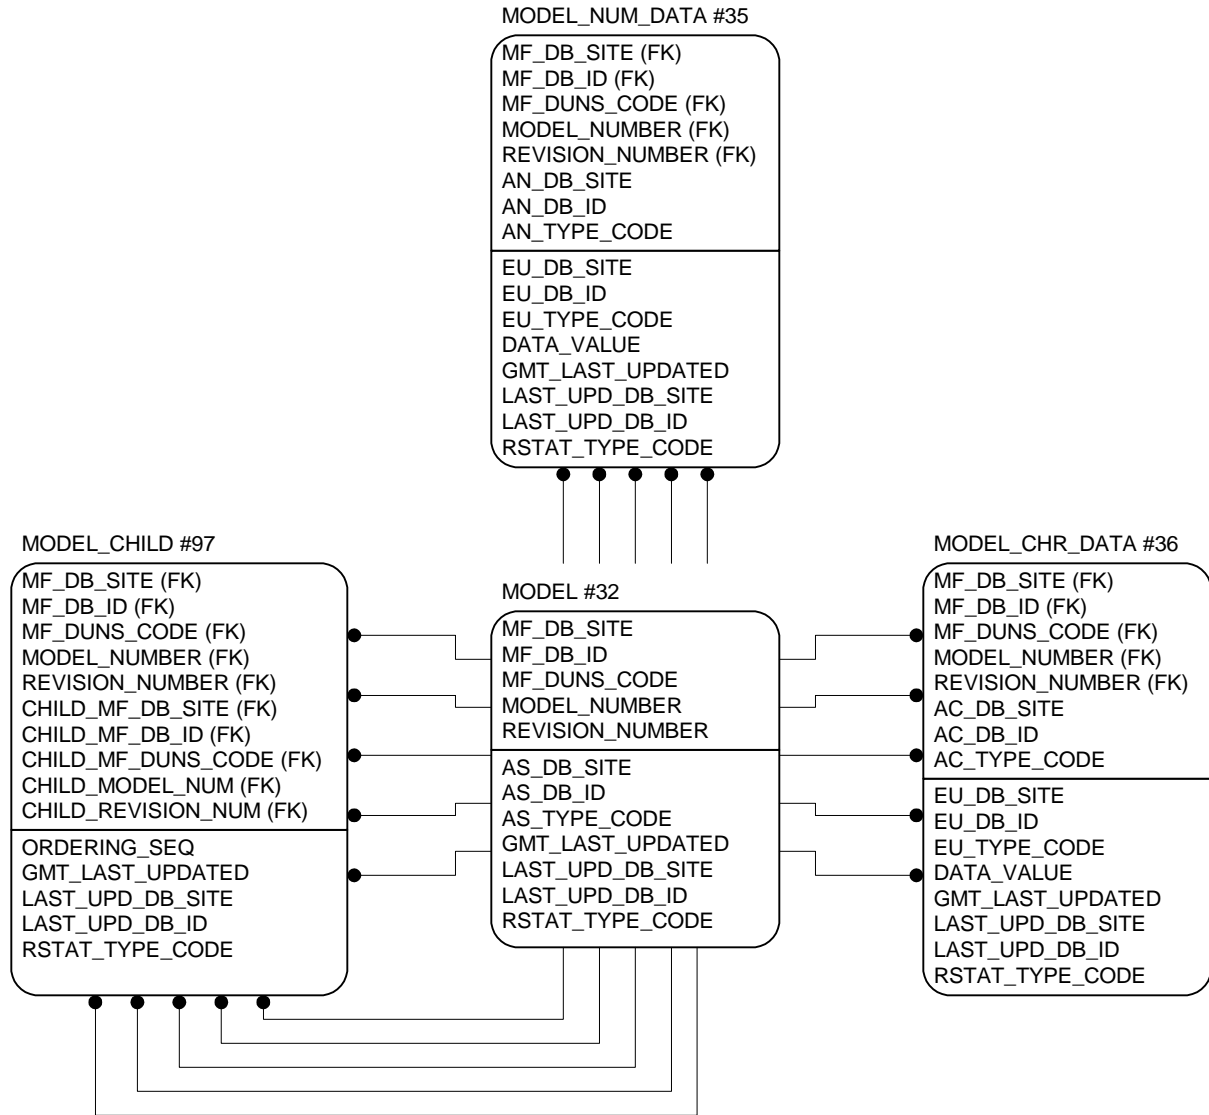 MODEL_NUM_DATA #35
MF_DB_SITE (FK)
MF_DB_ID (FK)
MF_DUNS_CODE (FK)
MODEL_NUMBER (FK)
REVISION_NUMBER (FK)
AN_DB_SITE
AN_DB_ID
AN_TYPE_CODE
EU_DB_SITE
EU_DB_ID
EU_TYPE_CODE
DATA_VALUE
GMT_LAST_UPDATED
LAST_UPD_DB_SITE
LAST_UPD_DB_ID
RSTAT_TYPE_CODE
MODEL_CHILD #97
MF_DB_SITE (FK)
MF_DB_ID (FK)
MF_DUNS_CODE (FK)
MODEL_NUMBER (FK)
REVISION_NUMBER (FK)
CHILD_MF_DB_SITE (FK)
CHILD_MF_DB_ID (FK)
CHILD_MF_DUNS_CODE (FK)
CHILD_MODEL_NUM (FK)
CHILD_REVISION_NUM (FK)
ORDERING_SEQ
GMT_LAST_UPDATED
LAST_UPD_DB_SITE
LAST_UPD_DB_ID
RSTAT_TYPE_CODE
MODEL #32
MF_DB_SITE
MF_DB_ID
MF_DUNS_CODE
MODEL_NUMBER
REVISION_NUMBER
AS_DB_SITE
AS_DB_ID
AS_TYPE_CODE
GMT_LAST_UPDATED
LAST_UPD_DB_SITE
LAST_UPD_DB_ID
RSTAT_TYPE_CODE
MODEL_CHR_DATA #36
MF_DB_SITE (FK)
MF_DB_ID (FK)
MF_DUNS_CODE (FK)
MODEL_NUMBER (FK)
REVISION_NUMBER (FK)
AC_DB_SITE
AC_DB_ID
AC_TYPE_CODE
EU_DB_SITE
EU_DB_ID
EU_TYPE_CODE
DATA_VALUE
GMT_LAST_UPDATED
LAST_UPD_DB_SITE
LAST_UPD_DB_ID
RSTAT_TYPE_CODE